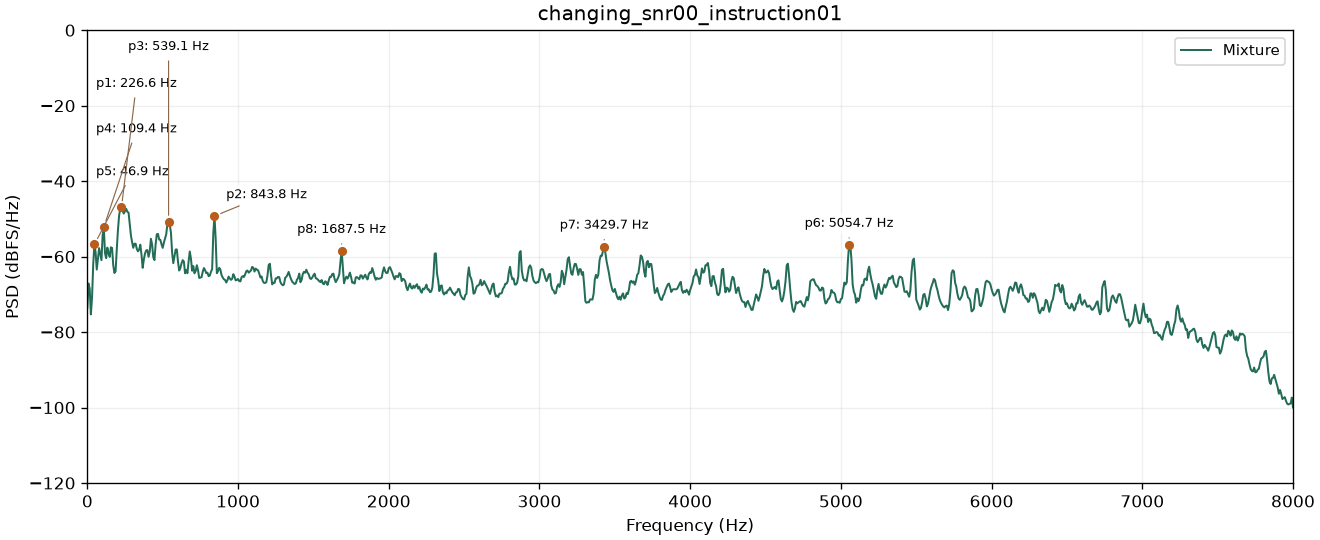 changing_snr00_instruction01
Mixture
p3: 539.1 Hz
p1: 226.6 Hz
p4: 109.4 Hz
p5: 46.9 Hz
p2: 843.8 Hz
p8: 1687.5 Hz
p7: 3429.7 Hz
p6: 5054.7 Hz
PSD (dBFS/Hz)
0
−20
−40
−60
−80
−100
−120
0 1000 2000 3000 4000 5000 6000 7000 8000
Frequency (Hz)